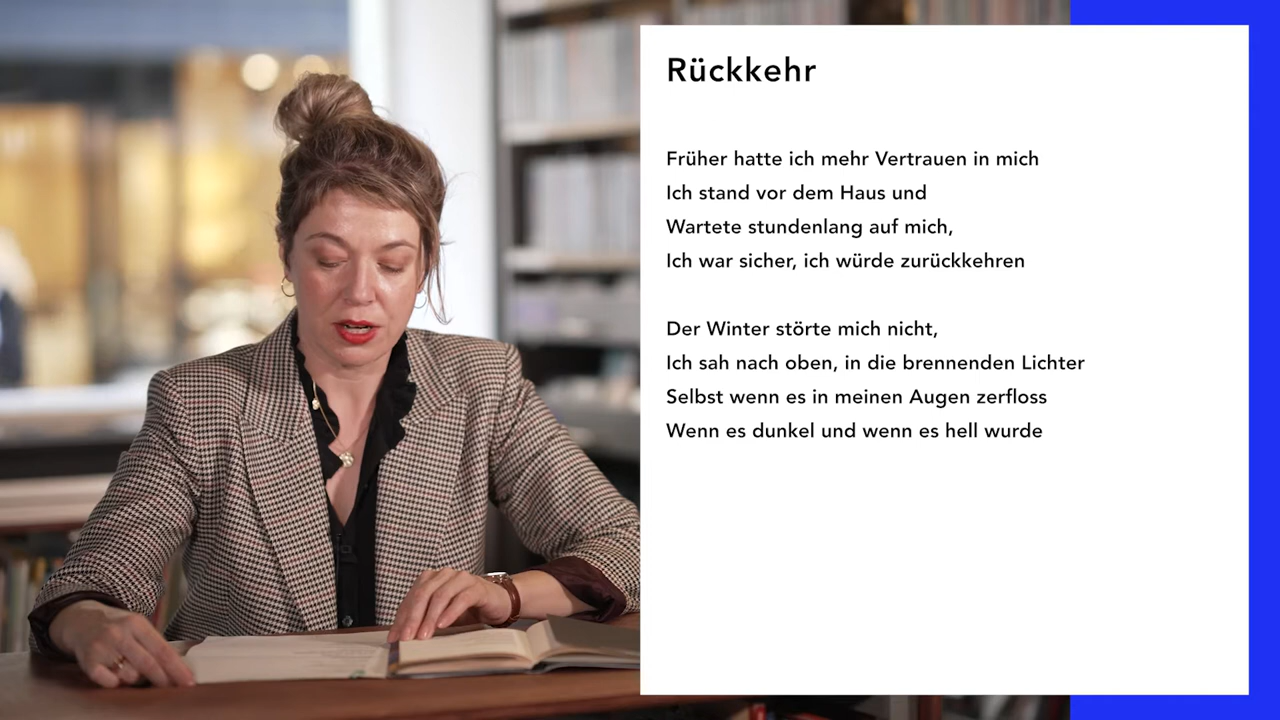 Rückkehr
Früher hatte ich mehr Vertrauen in mich
Ich stand vor dem Haus und
Wartete stundenlang auf mich,
Ich war sicher, ich würde zurückkehren
Der Winter störte mich nicht,
Ich sah nach oben, in die brennenden Lichter
Selbst wenn es in meinen Augen zerfloss
Wenn es dunkel und wenn es hell wurde